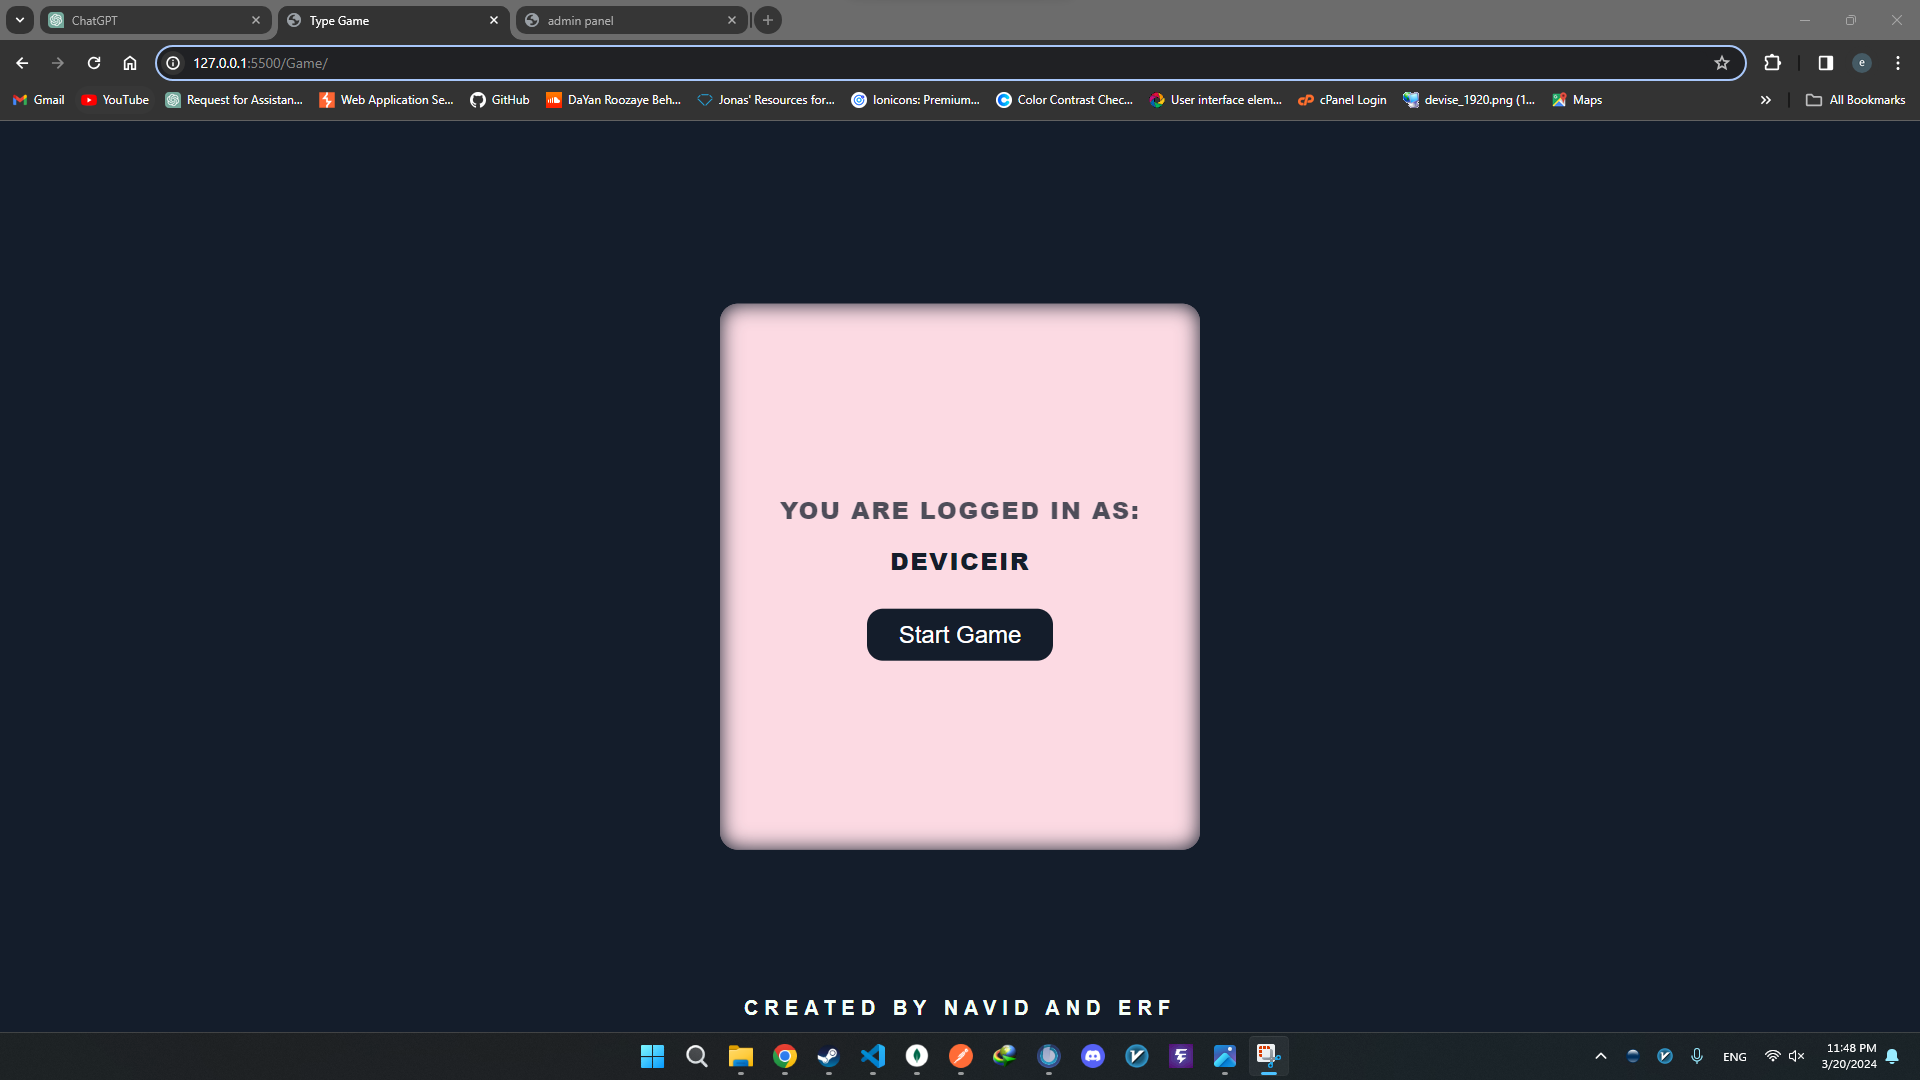 ChatGPT
Type Game
admin panel
127.0.0.1:5500/Game/
Gmail
YouTube
Request for Assistan...
Web Application Se...
GitHub
DaYan Roozaye Beh...
Jonas' Resources for...
Ionicons: Premium...
Color Contrast Chec...
User interface elem...
cPanel Login
devise_1920.png (1...
Maps
All Bookmarks
YOU ARE LOGGED IN AS:
DEVICEIR
Start Game
CREATED BY NAVID AND ERF
ENG
11:48 PM
3/20/2024